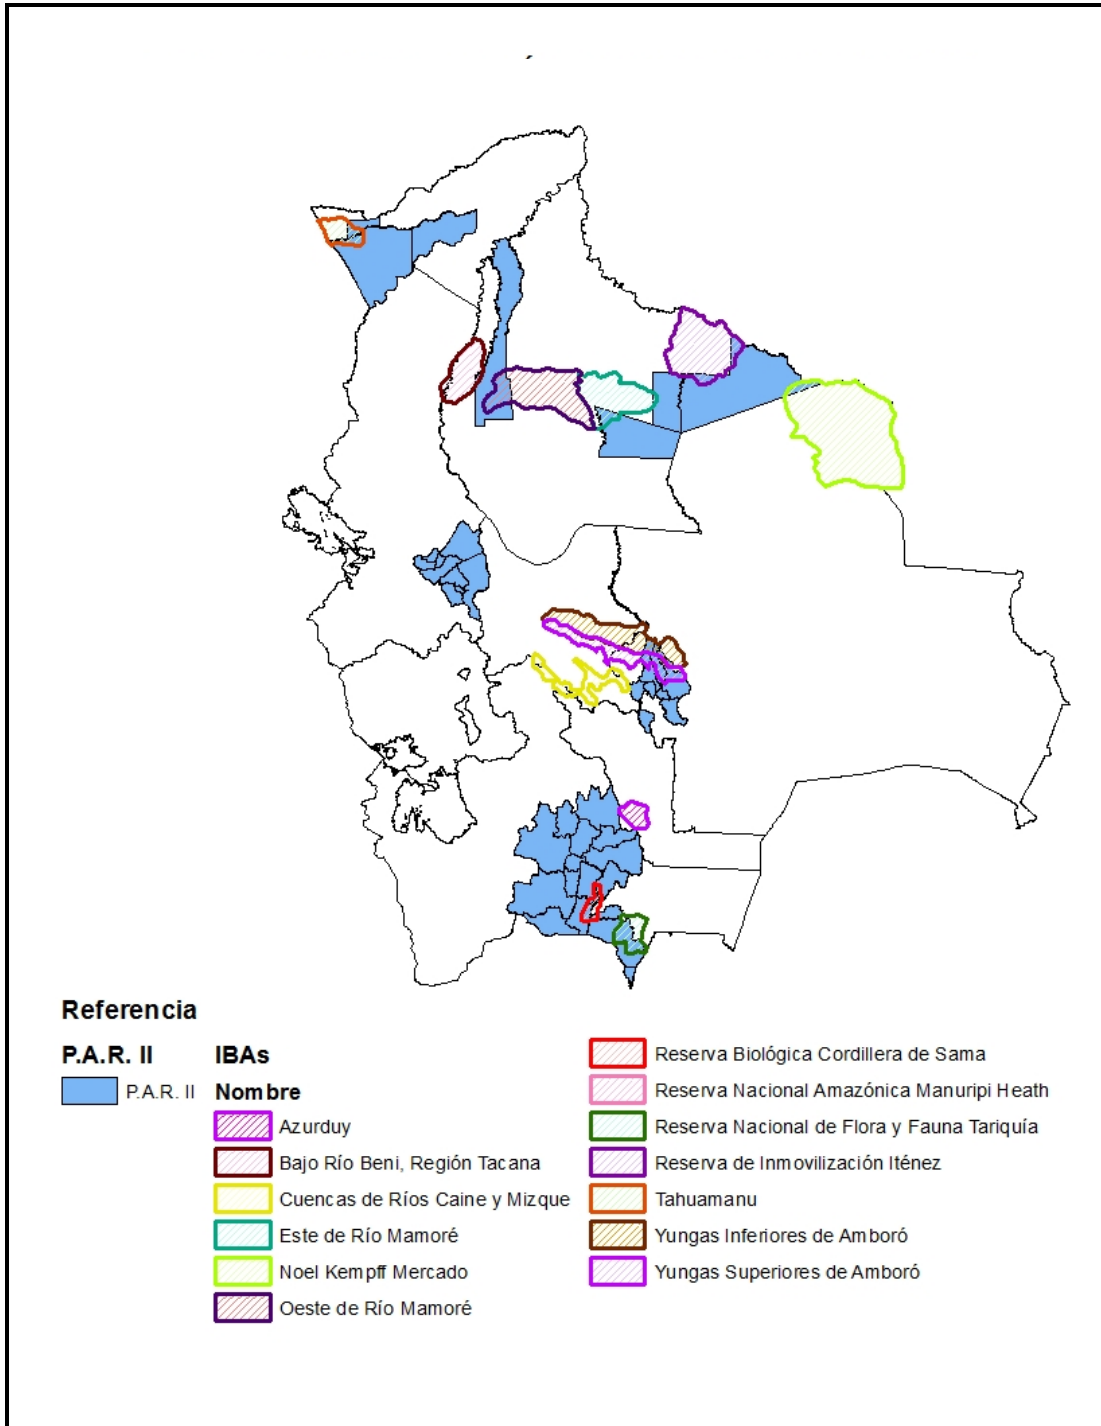 Referencia
P.A.R. II
P.A.R. II
IBAs
Nombre
Azurduy
Bajo Río Beni, Región Tacana
Cuencas de Ríos Caine y Mizque
Este de Río Mamoré
Noel Kempff Mercado
Oeste de Río Mamoré
Reserva Biológica Cordillera de Sama
Reserva Nacional Amazónica Manuripi Heath
Reserva Nacional de Flora y Fauna Tariquía
Reserva de Inmovilización Iténez
Tahuamanu
Yungas Inferiores de Amboró
Yungas Superiores de Amboró